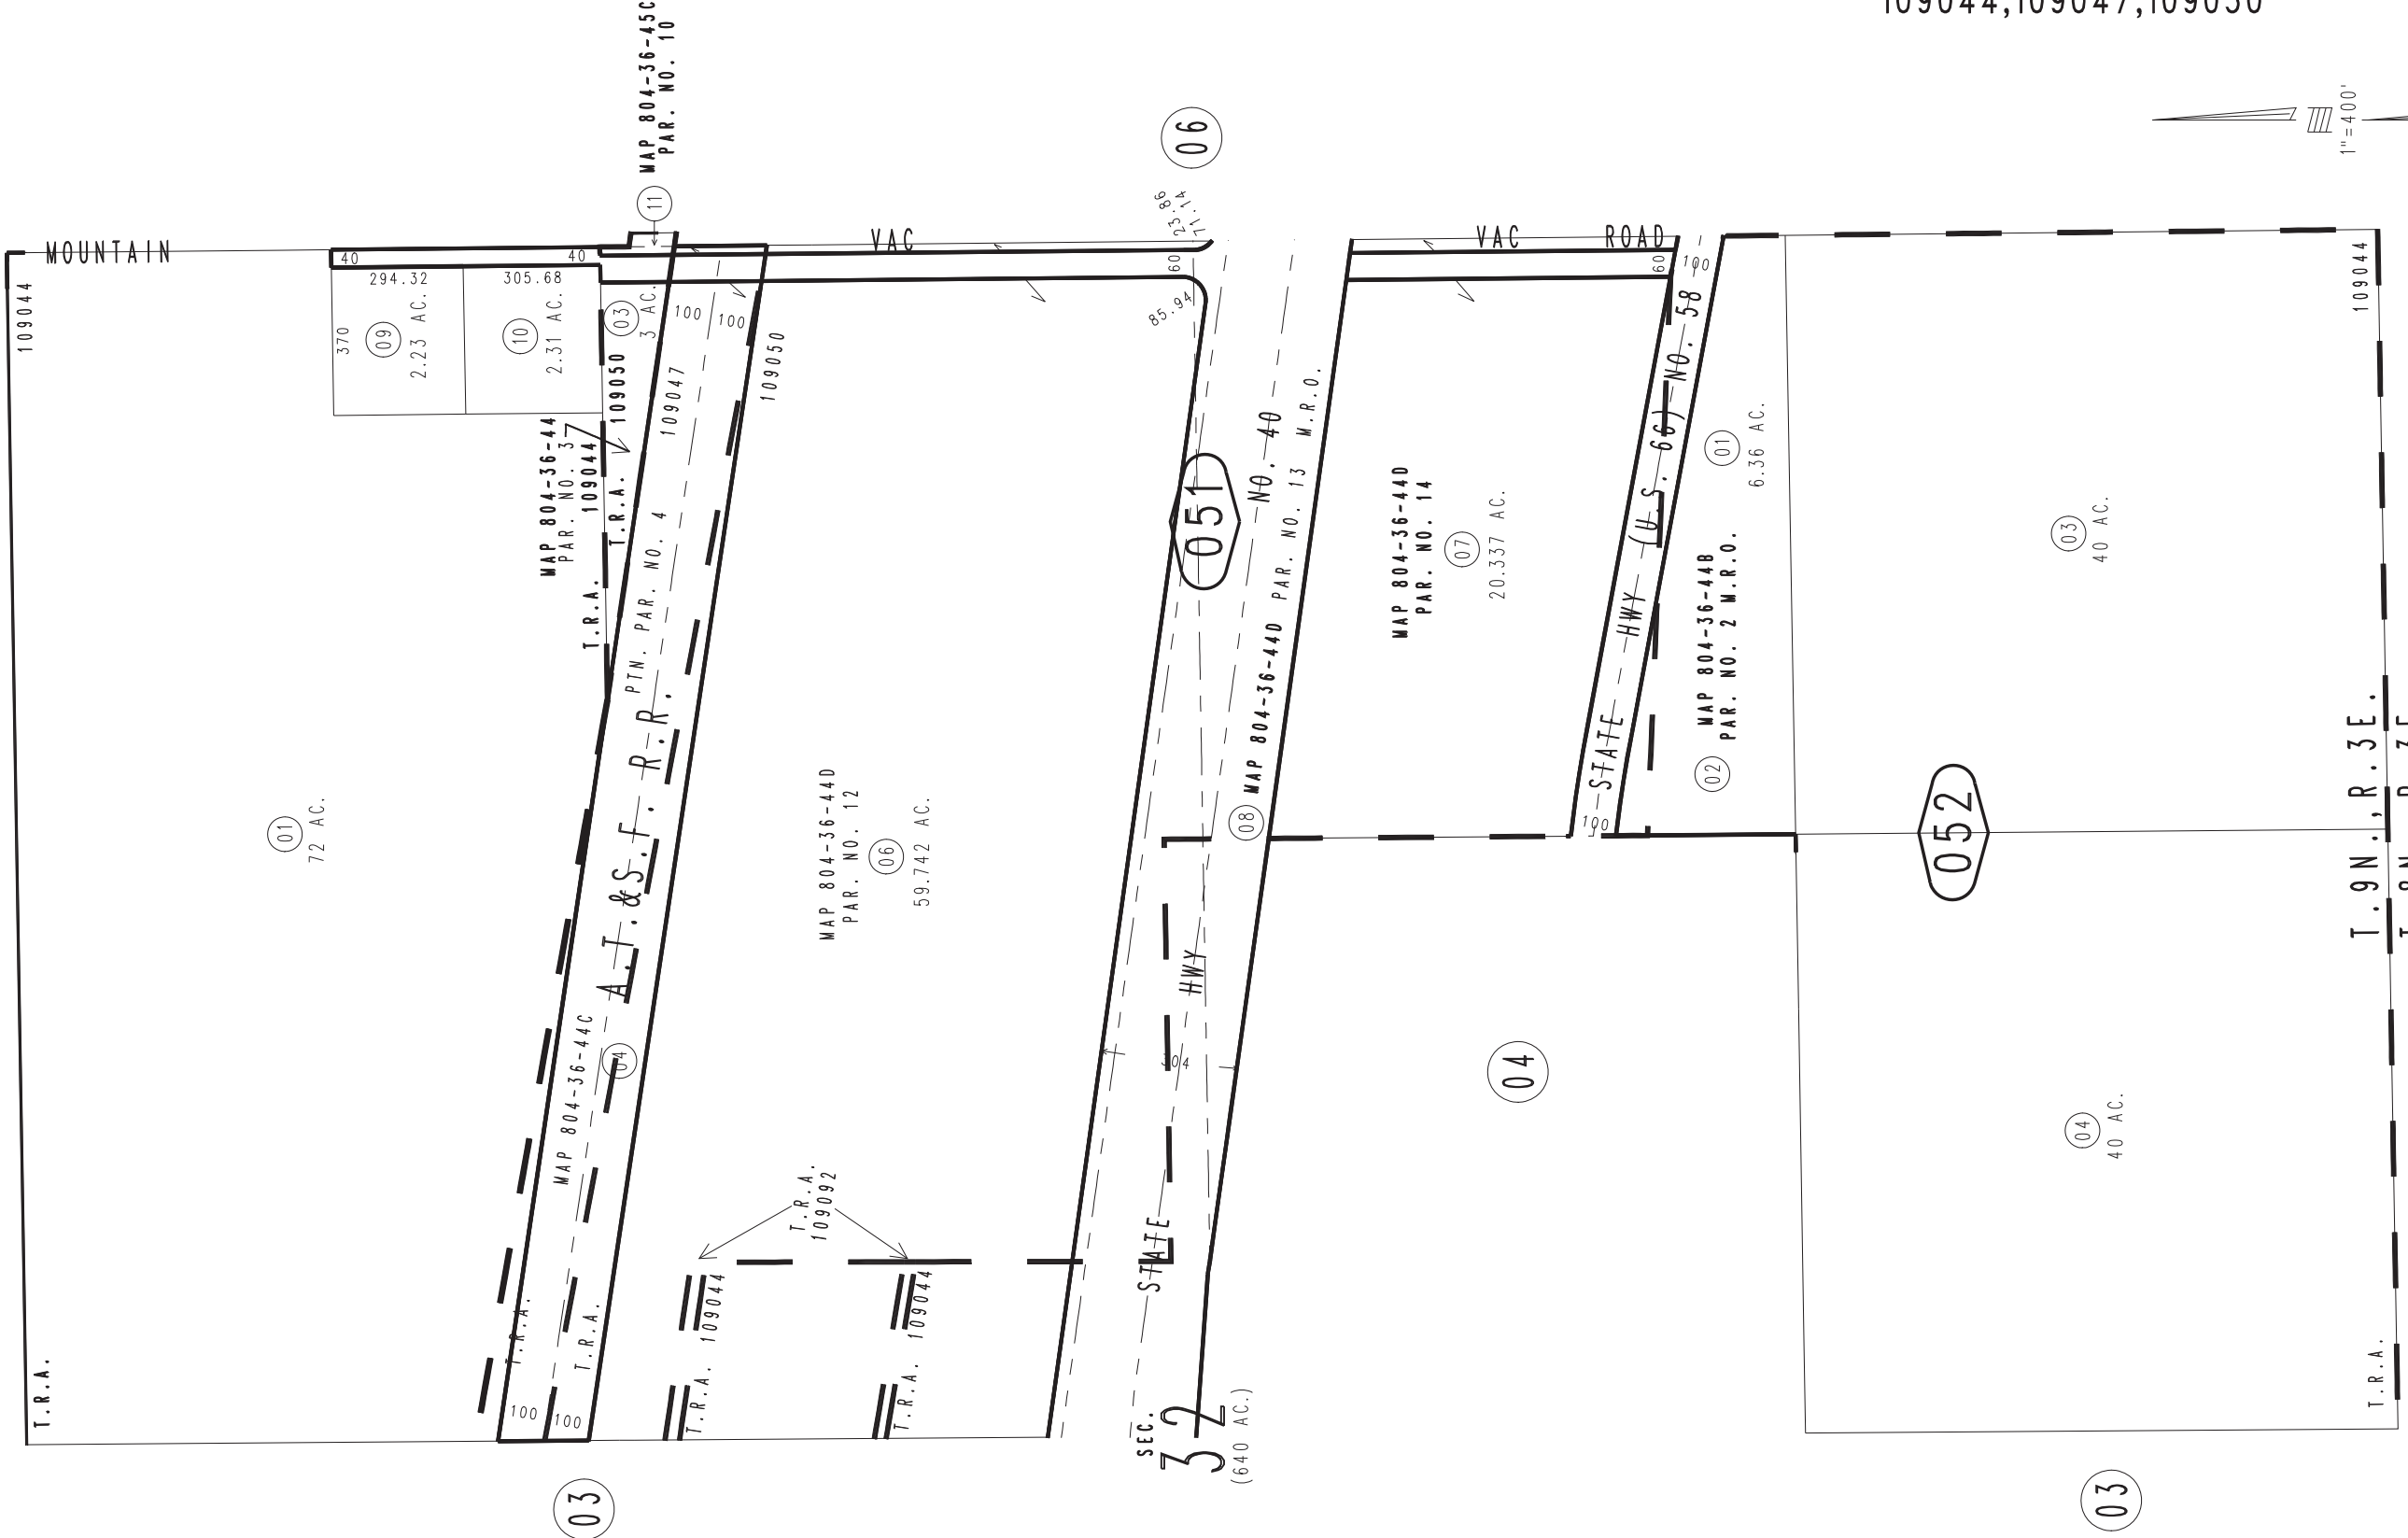 109044,109047,109050
MAP 804-36-45C
PAR. NO. 10
11
06
1"=400'
MOUNTAIN
VAC
VAC
ROAD
109044
40
40
294.32
305.68
370
09
2.23 AC.
10
2.31 AC.
03
3 AC.
100
100
109047
109050
23.86
71.14
60
85.94
60
100
109044
MAP 804-36-44
PAR. NO. 3
109044
T.R.A.
T.R.A. 109050
PTN. PAR. NO. 4
A.T.&S.F. R.R.
MAP 804-36-44C
04
01
72 AC.
MAP 804-36-44D
PAR. NO. 12
06
59.742 AC.
051
STATE HWY NO. 40
MAP 804-36-44D PAR. NO. 13 M.R.O.
08
304
MAP 804-36-44D
PAR. NO. 14
07
20.337 AC.
STATE HWY (U.S. 66) NO. 58
100
01
6.36 AC.
MAP 804-36-44B
PAR. NO. 2 M.R.O.
02
03
40 AC.
052
04
04
40 AC.
T.9N.,R.3E.
T.R.A.
109092
T.R.A.
T.R.A.
T.R.A.
100
100
T.R.A. 109044
T.R.A. 109044
SEC.
32
(640 AC.)
T.R.A.
03
03